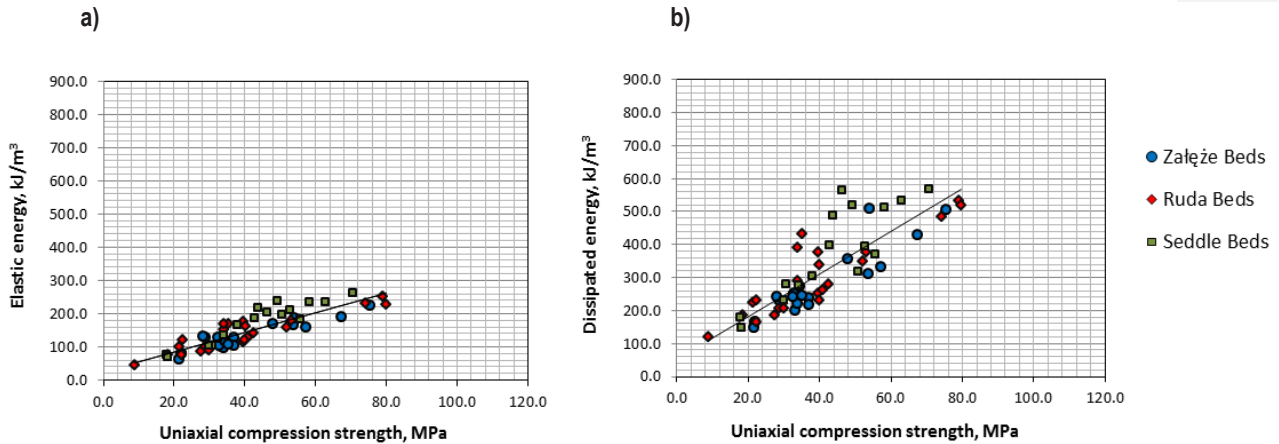 a)
b)
Elastic energy, kJ/m³
900.0
800.0
700.0
600.0
500.0
400.0
300.0
200.0
100.0
0.0
0.0 20.0 40.0 60.0 80.0 100.0 120.0
Uniaxial compression strength, MPa
Dissipated energy, kJ/m³
900.0
800.0
700.0
600.0
500.0
400.0
300.0
200.0
100.0
0.0
0.0 20.0 40.0 60.0 80.0 100.0 120.0
Uniaxial compression strength, MPa
Załęże Beds
Ruda Beds
Seddle Beds